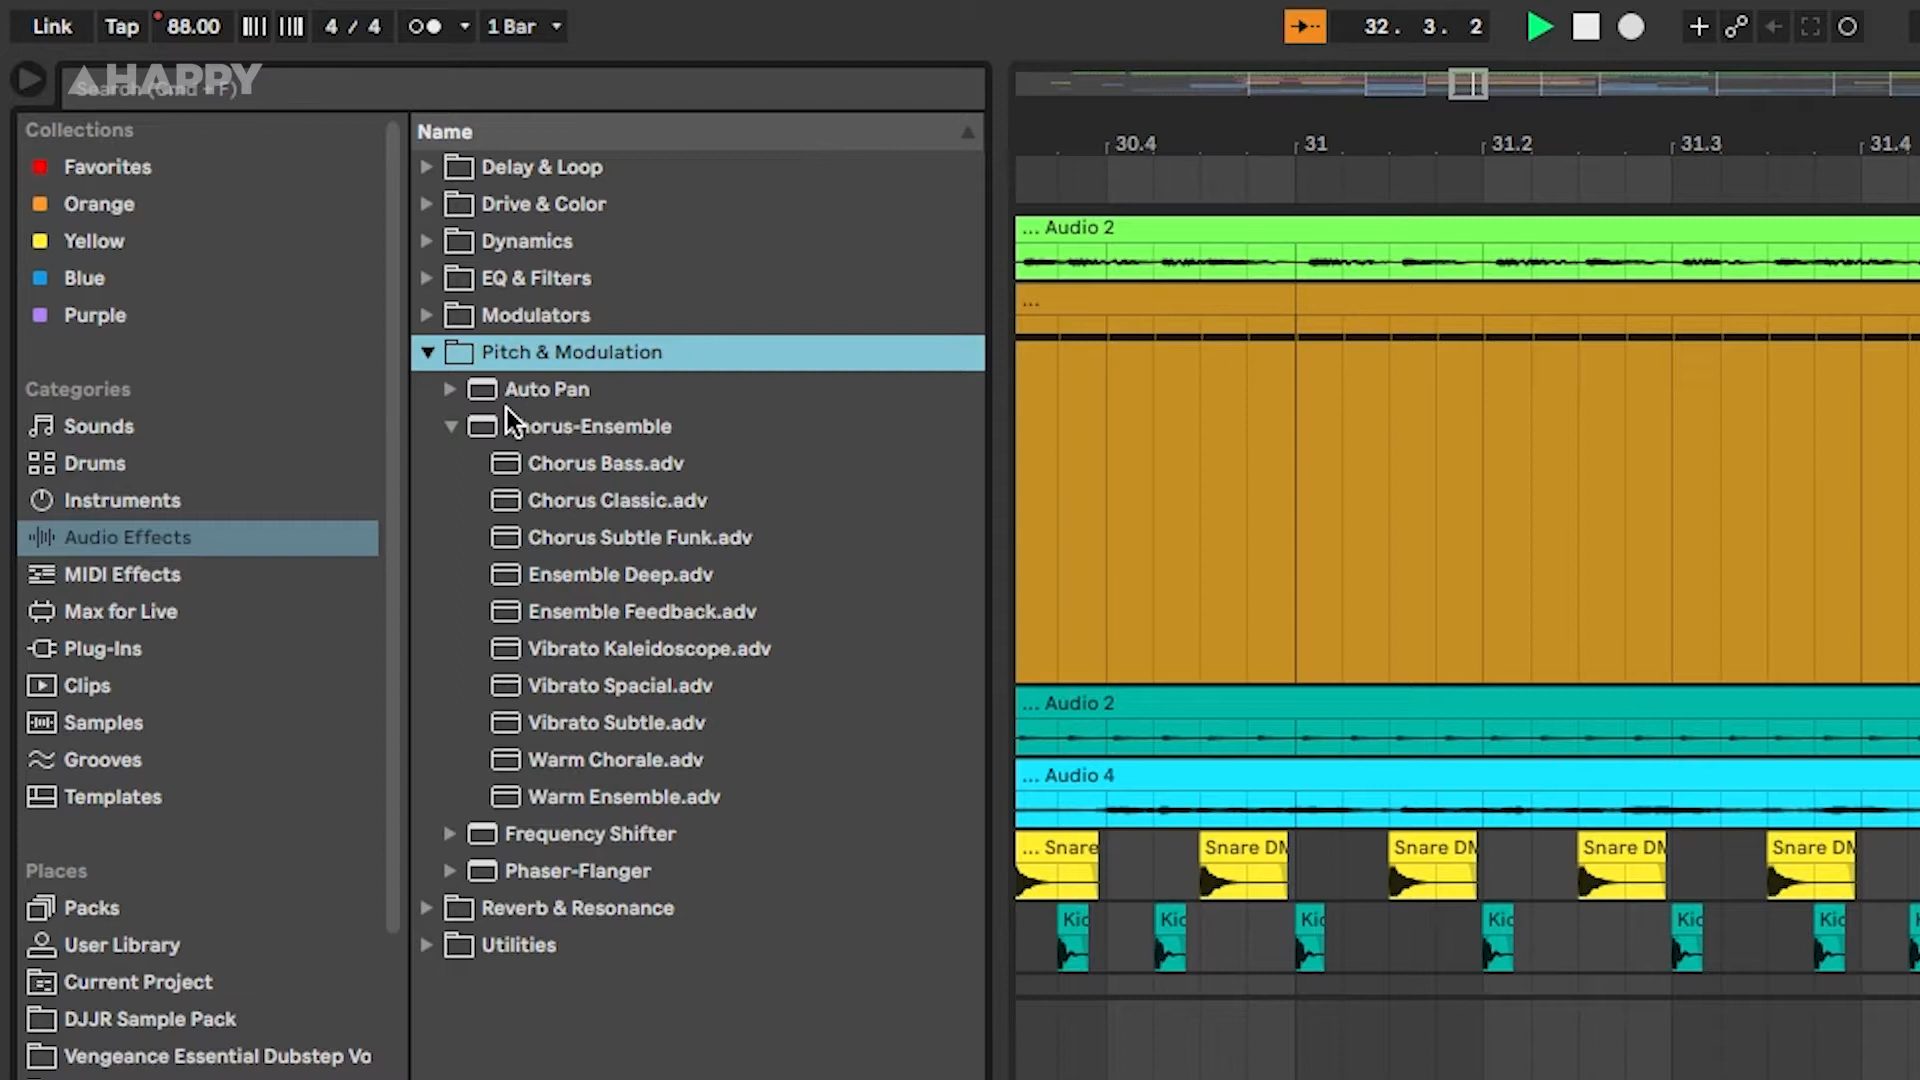 Link Tap 88.00 4 / 4 1 Bar 32. 3. 2
HAPPY
Search (Cmd + F)
Collections
Favorites
Orange
Yellow
Blue
Purple
Categories
Sounds
Drums
Instruments
Audio Effects
MIDI Effects
Max for Live
Plug-Ins
Clips
Samples
Grooves
Templates
Places
Packs
User Library
Current Project
DJJR Sample Pack
Vengeance Essential Dubstep Vo
Name
Delay & Loop
Drive & Color
Dynamics
EQ & Filters
Modulators
Pitch & Modulation
Auto Pan
horus-Ensemble
Chorus Bass.adv
Chorus Classic.adv
Chorus Subtle Funk.adv
Ensemble Deep.adv
Ensemble Feedback.adv
Vibrato Kaleidoscope.adv
Vibrato Spacial.adv
Vibrato Subtle.adv
Warm Chorale.adv
Warm Ensemble.adv
Frequency Shifter
Phaser-Flanger
Reverb & Resonance
Utilities
30.4 31 31.2 31.3 31.4
... Audio 2
...
... Audio 2
... Audio 4
... Snare Snare DM Snare DM Snare DM Snare DM
Kic Kic Kic Kic Kic Kic